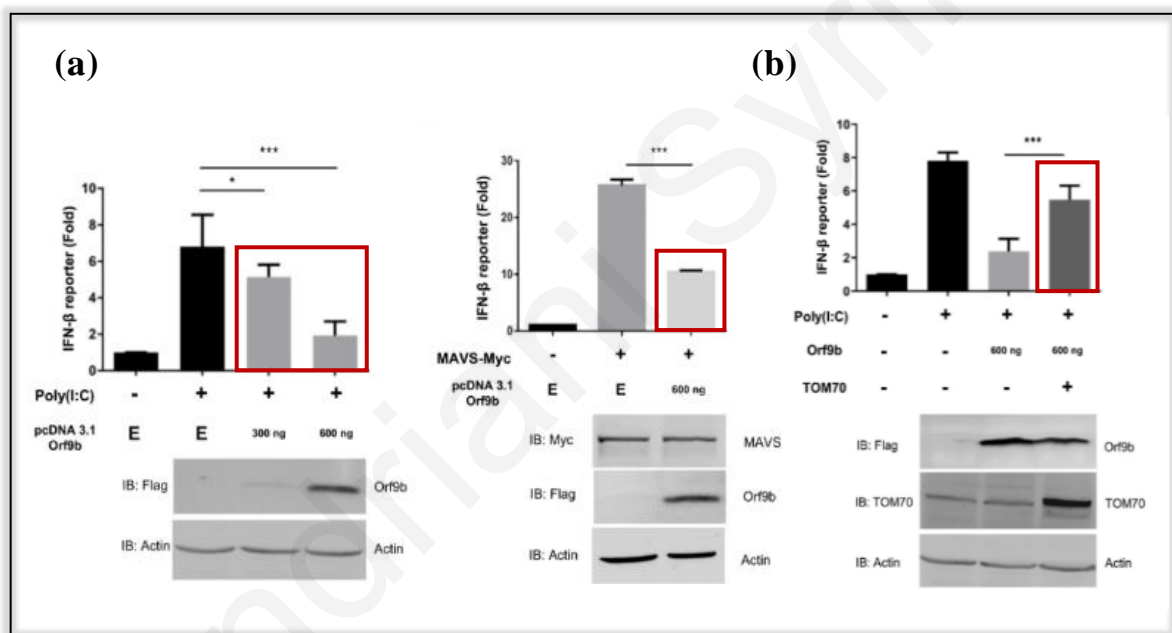 (a)
(b)
***
*
IFN-β reporter (Fold)
10
8
6
4
2
0
Poly(I:C) - + + +
pcDNA 3.1 E E 300 ng 600 ng
Orf9b
IB: Flag Orf9b
IB: Actin Actin
***
IFN-β reporter (Fold)
30
20
10
0
MAVS-Myc - + +
pcDNA 3.1 E E 600 ng
Orf9b
IB: Myc MAVS
IB: Flag Orf9b
IB: Actin Actin
***
IFN-β reporter (Fold)
10
8
6
4
2
0
Poly(I:C) - + + +
Orf9b - - 600 ng 600 ng
TOM70 - - - +
IB: Flag Orf9b
IB: TOM70 TOM70
IB: Actin Actin